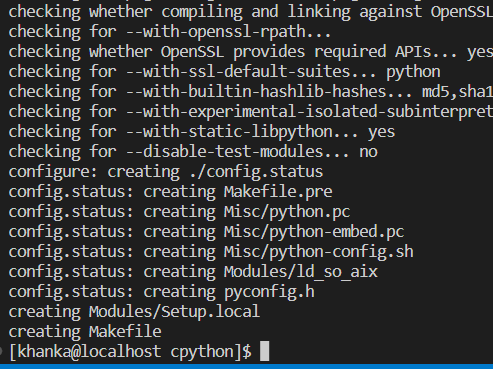 checking whether compiling and linking against OpenSSL
checking for --with-openssl-rpath...
checking whether OpenSSL provides required APIs... yes
checking for --with-ssl-default-suites... python
checking for --with-builtin-hashlib-hashes... md5,sha1
checking for --with-experimental-isolated-subinterpret
checking for --with-static-libpython... yes
checking for --disable-test-modules... no
configure: creating ./config.status
config.status: creating Makefile.pre
config.status: creating Misc/python.pc
config.status: creating Misc/python-embed.pc
config.status: creating Misc/python-config.sh
config.status: creating Modules/ld_so_aix
config.status: creating pyconfig.h
creating Modules/Setup.local
creating Makefile
[khanka@localhost cpython]$